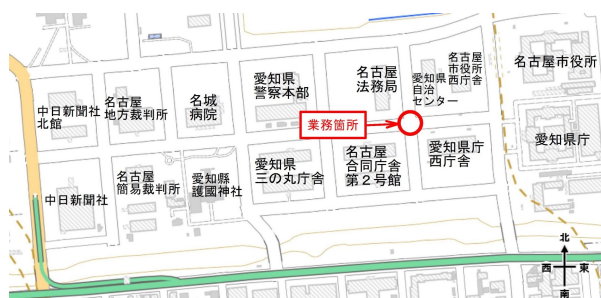 中日新聞社
北館
名古屋
地方裁判所
名城
病院
愛知県
警察本部
名古屋
法務局
愛知県
自治
センター
名古屋
市役所
西庁舎
名古屋市役所
業務箇所
中日新聞社
名古屋
簡易裁判所
愛知縣
護國神社
愛知県
三の丸庁舎
名古屋
合同庁舎
第2号館
愛知県庁
西庁舎
愛知県庁
北
西
東
南